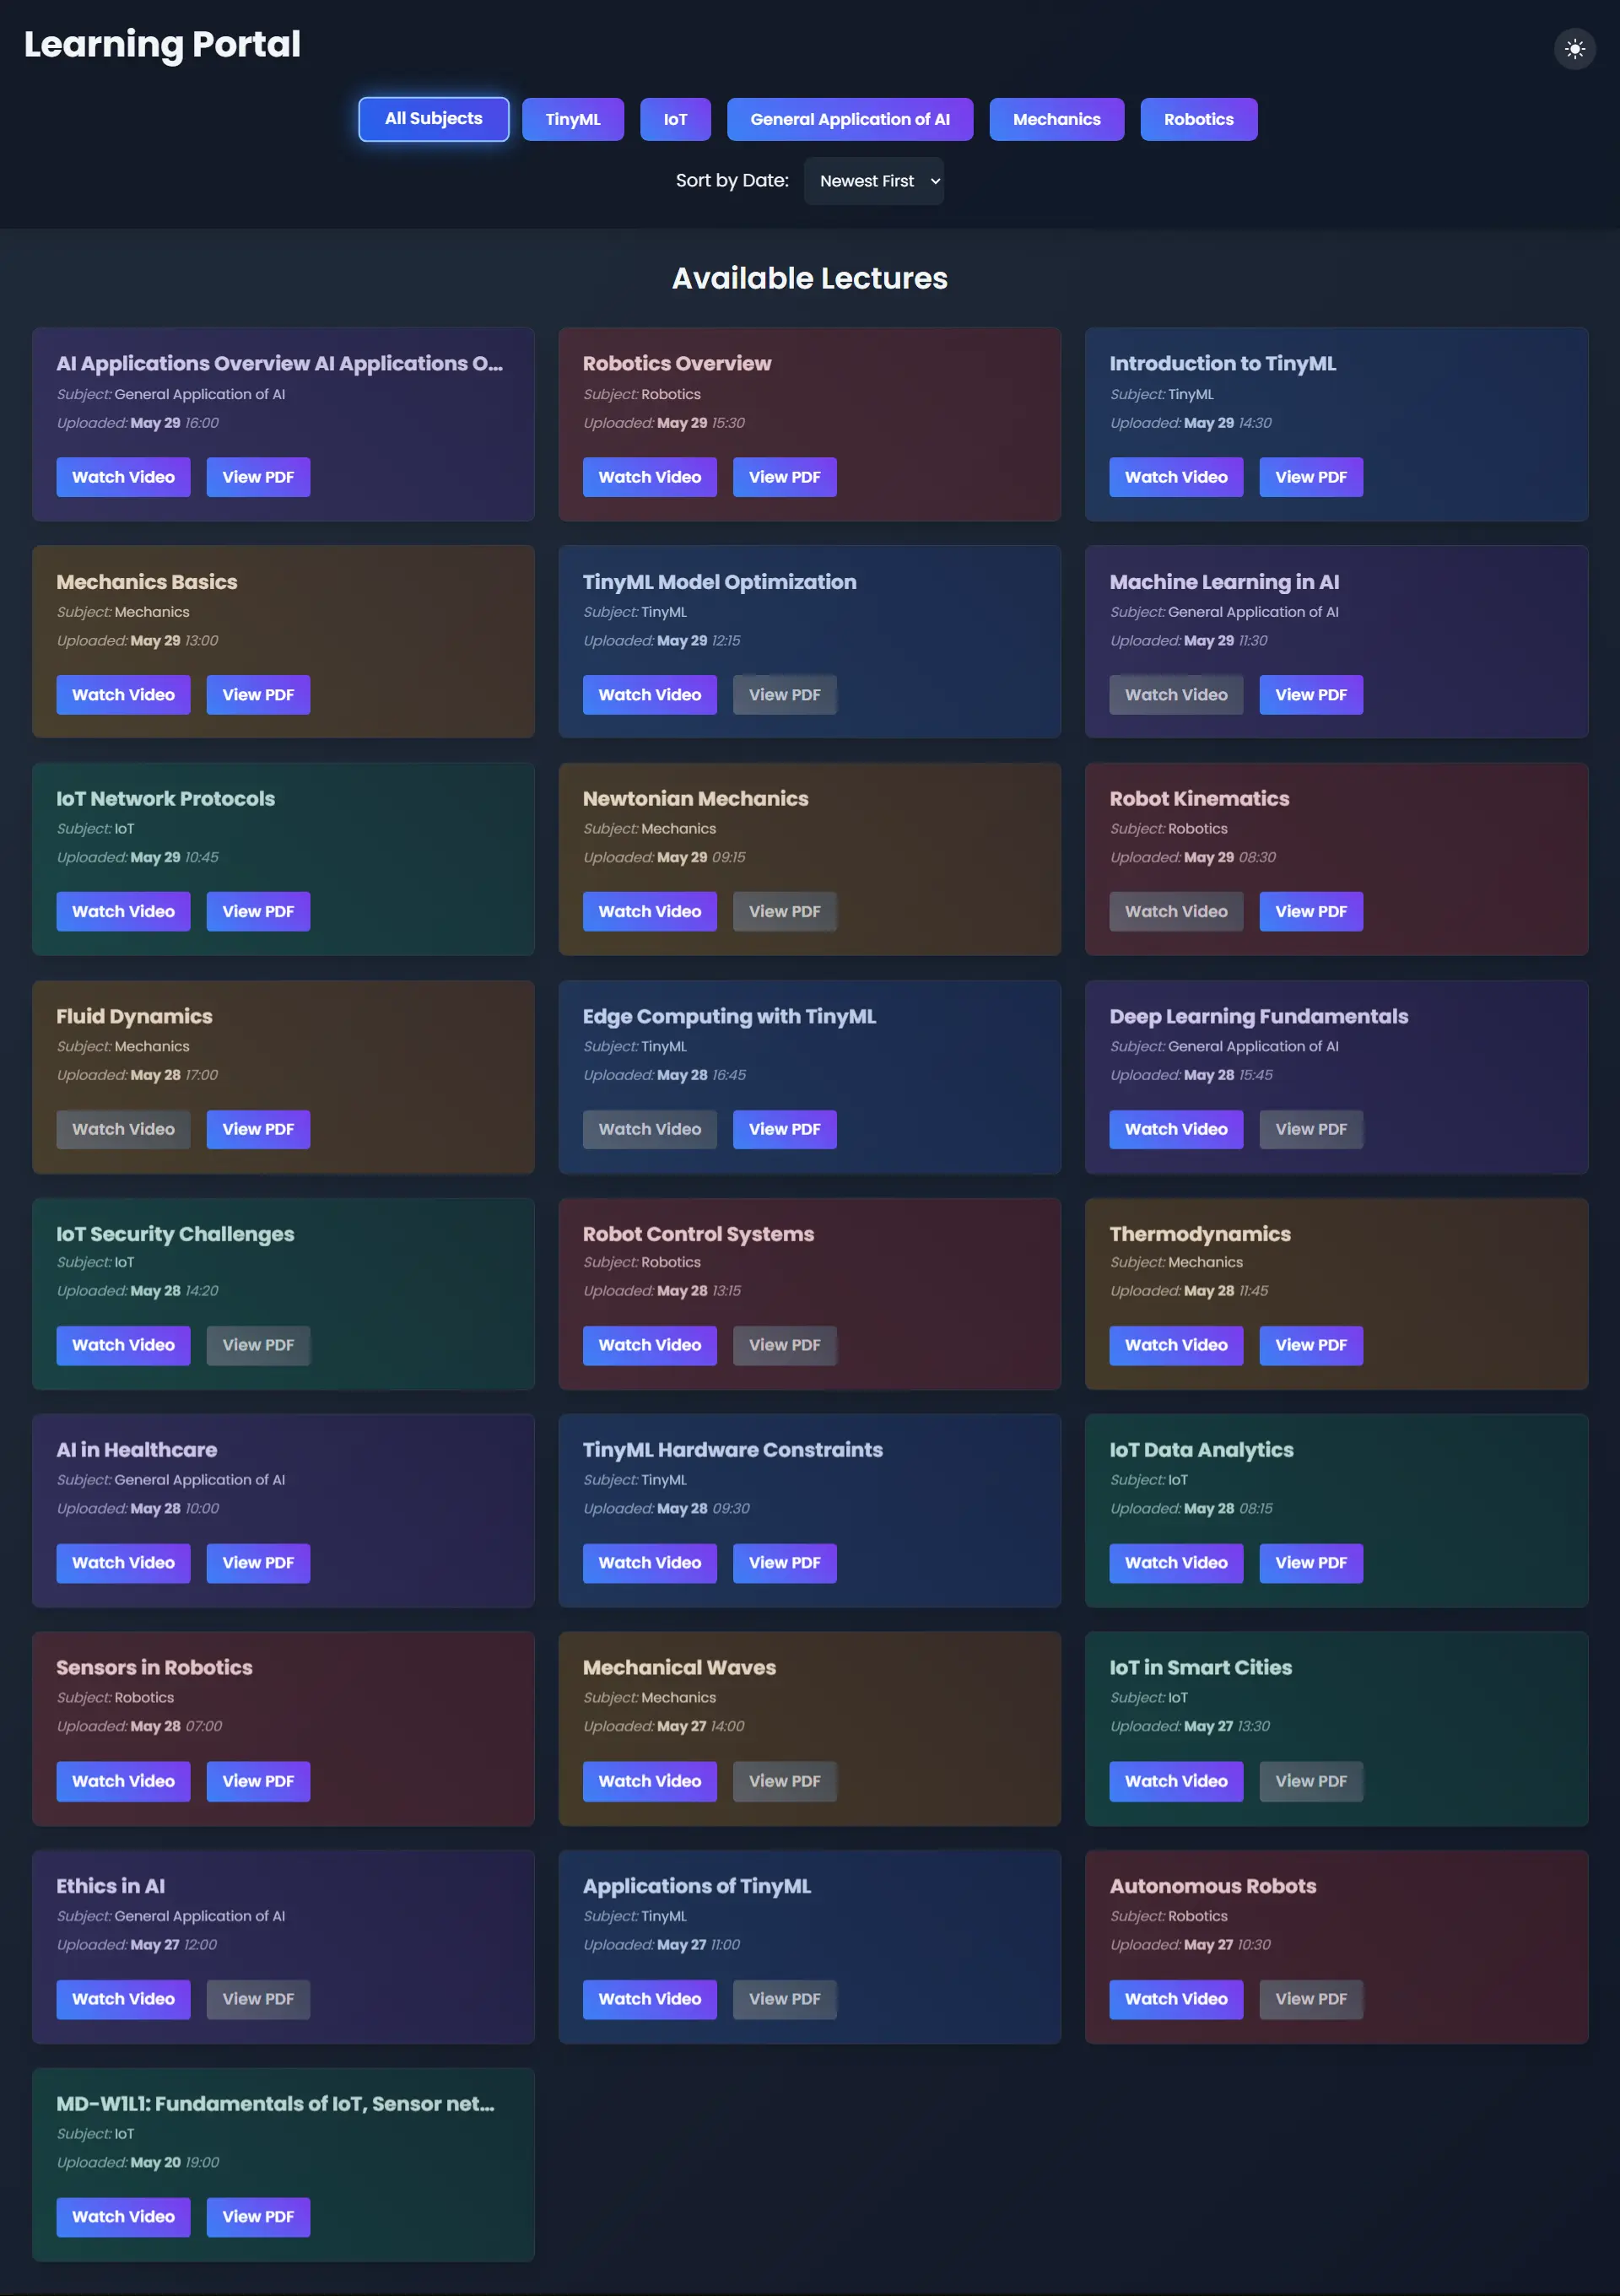 Learning Portal
All Subjects TinyML IoT General Application of AI Mechanics Robotics
Sort by Date: Newest First
Available Lectures
AI Applications Overview AI Applications O...
Subject: General Application of AI
Uploaded: May 29 16:00
Watch Video View PDF
Robotics Overview
Subject: Robotics
Uploaded: May 29 15:30
Watch Video View PDF
Introduction to TinyML
Subject: TinyML
Uploaded: May 29 14:30
Watch Video View PDF
Mechanics Basics
Subject: Mechanics
Uploaded: May 29 13:00
Watch Video View PDF
TinyML Model Optimization
Subject: TinyML
Uploaded: May 29 12:15
Watch Video View PDF
Machine Learning in AI
Subject: General Application of AI
Uploaded: May 29 11:30
Watch Video View PDF
IoT Network Protocols
Subject: IoT
Uploaded: May 29 10:45
Watch Video View PDF
Newtonian Mechanics
Subject: Mechanics
Uploaded: May 29 09:15
Watch Video View PDF
Robot Kinematics
Subject: Robotics
Uploaded: May 29 08:30
Watch Video View PDF
Fluid Dynamics
Subject: Mechanics
Uploaded: May 28 17:00
Watch Video View PDF
Edge Computing with TinyML
Subject: TinyML
Uploaded: May 28 16:45
Watch Video View PDF
Deep Learning Fundamentals
Subject: General Application of AI
Uploaded: May 28 15:45
Watch Video View PDF
IoT Security Challenges
Subject: IoT
Uploaded: May 28 14:20
Watch Video View PDF
Robot Control Systems
Subject: Robotics
Uploaded: May 28 13:15
Watch Video View PDF
Thermodynamics
Subject: Mechanics
Uploaded: May 28 11:45
Watch Video View PDF
AI in Healthcare
Subject: General Application of AI
Uploaded: May 28 10:00
Watch Video View PDF
TinyML Hardware Constraints
Subject: TinyML
Uploaded: May 28 09:30
Watch Video View PDF
IoT Data Analytics
Subject: IoT
Uploaded: May 28 08:15
Watch Video View PDF
Sensors in Robotics
Subject: Robotics
Uploaded: May 28 07:00
Watch Video View PDF
Mechanical Waves
Subject: Mechanics
Uploaded: May 27 14:00
Watch Video View PDF
IoT in Smart Cities
Subject: IoT
Uploaded: May 27 13:30
Watch Video View PDF
Ethics in AI
Subject: General Application of AI
Uploaded: May 27 12:00
Watch Video View PDF
Applications of TinyML
Subject: TinyML
Uploaded: May 27 11:00
Watch Video View PDF
Autonomous Robots
Subject: Robotics
Uploaded: May 27 10:30
Watch Video View PDF
MD-W1L1: Fundamentals of IoT, Sensor net...
Subject: IoT
Uploaded: May 20 19:00
Watch Video View PDF